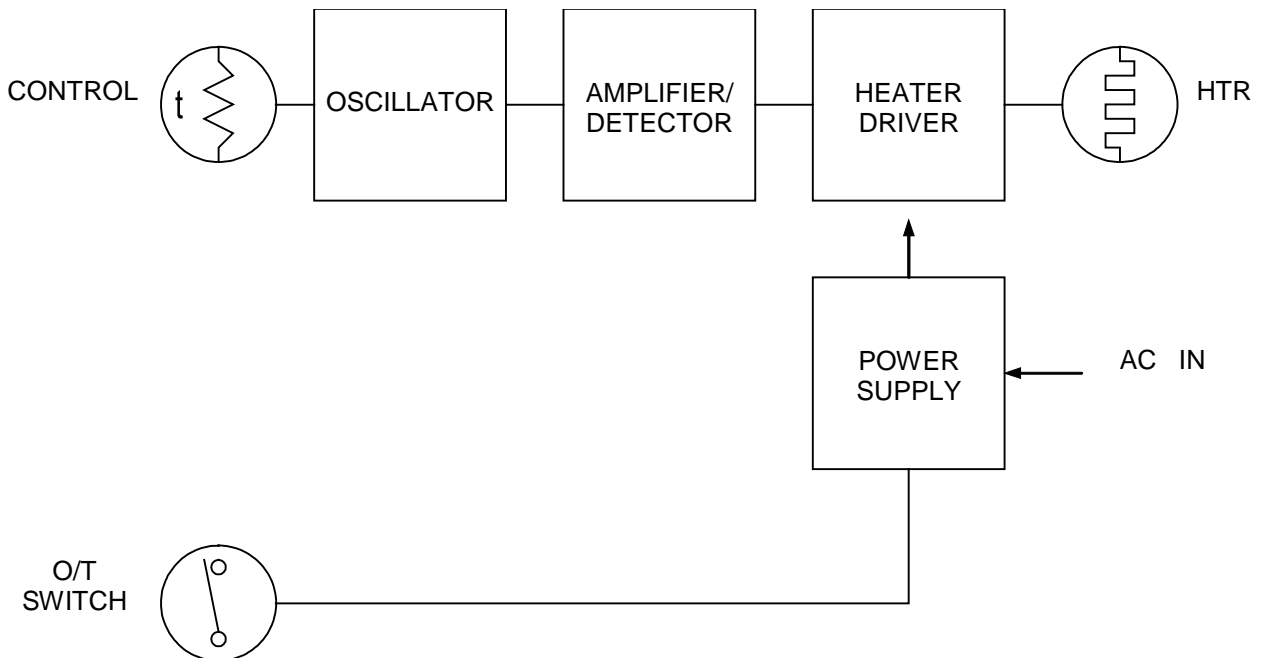 CONTROL
t
OSCILLATOR
AMPLIFIER/
DETECTOR
HEATER
DRIVER
HTR
POWER
SUPPLY
AC IN
O/T
SWITCH